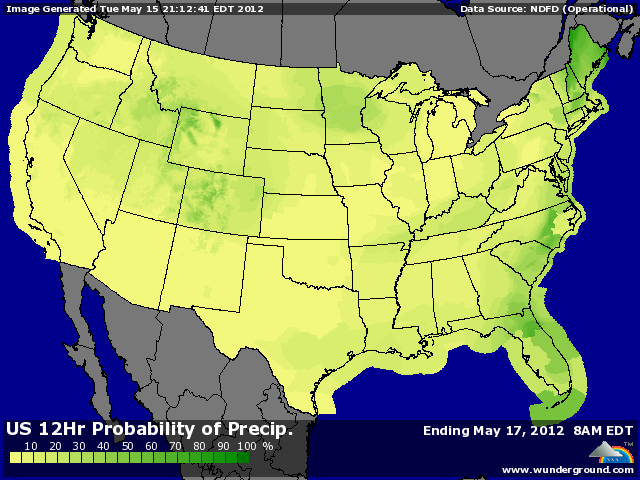 Image Generated Tue May 15 21:12:41 EDT 2012 Data Source: NDFD (Operational)
US 12Hr Probability of Precip. Ending May 17, 2012 8AM EDT
10 20 30 40 50 60 70 80 90 100 %
TM
www.wunderground.com